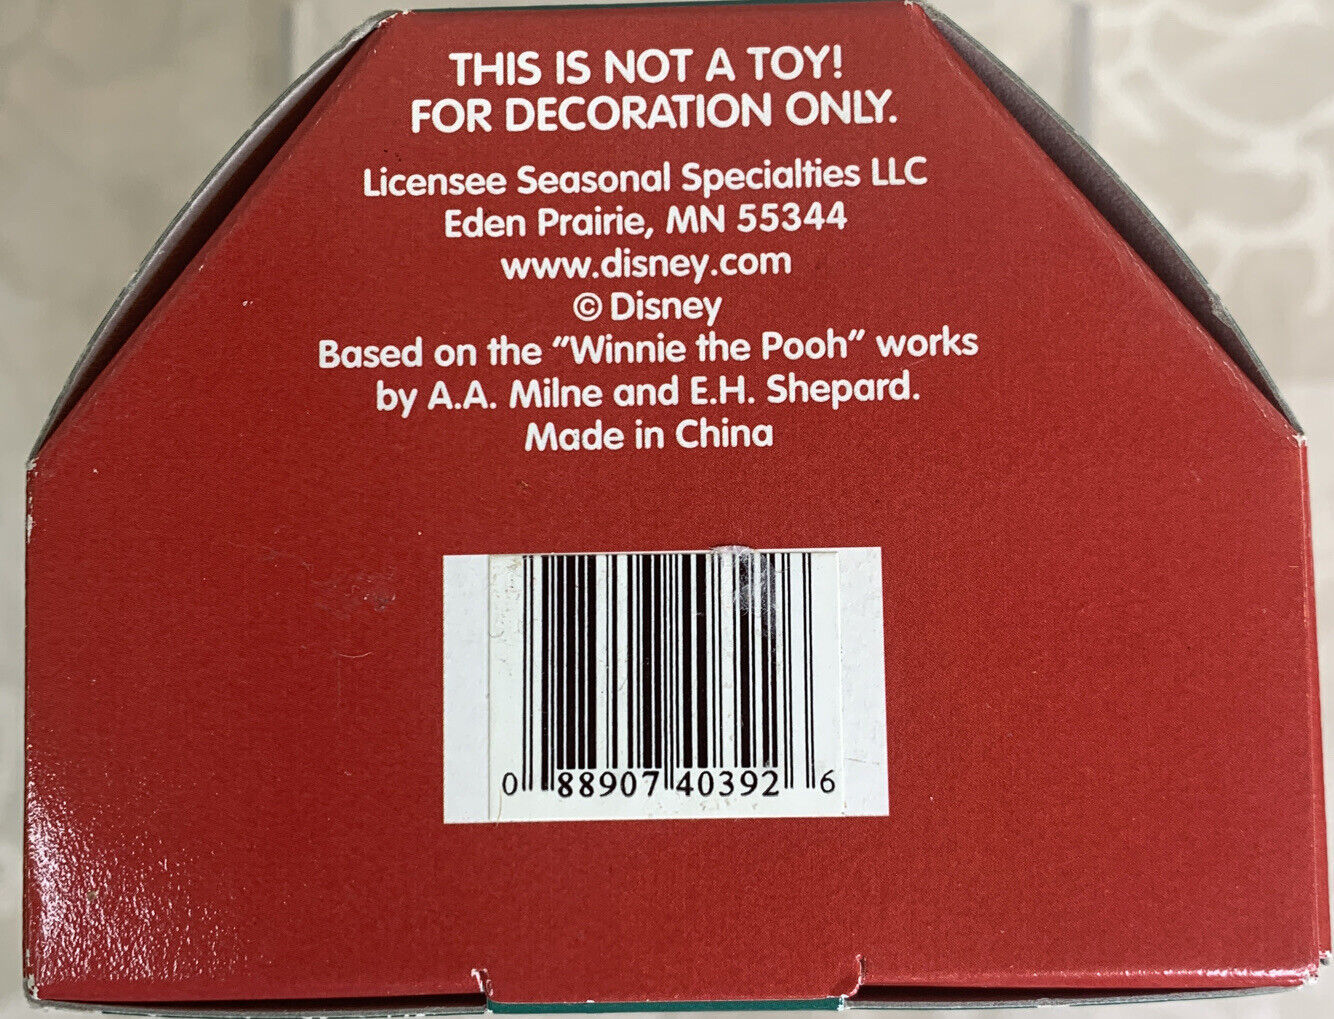 THIS IS NOT A TOY!
FOR DECORATION ONLY.
Licensee Seasonal Specialties LLC
Eden Prairie, MN 55344
www.disney.com
© Disney
Based on the “Winnie the Pooh” works
by A.A. Milne and E.H. Shepard.
Made in China
0 88907 40392 6